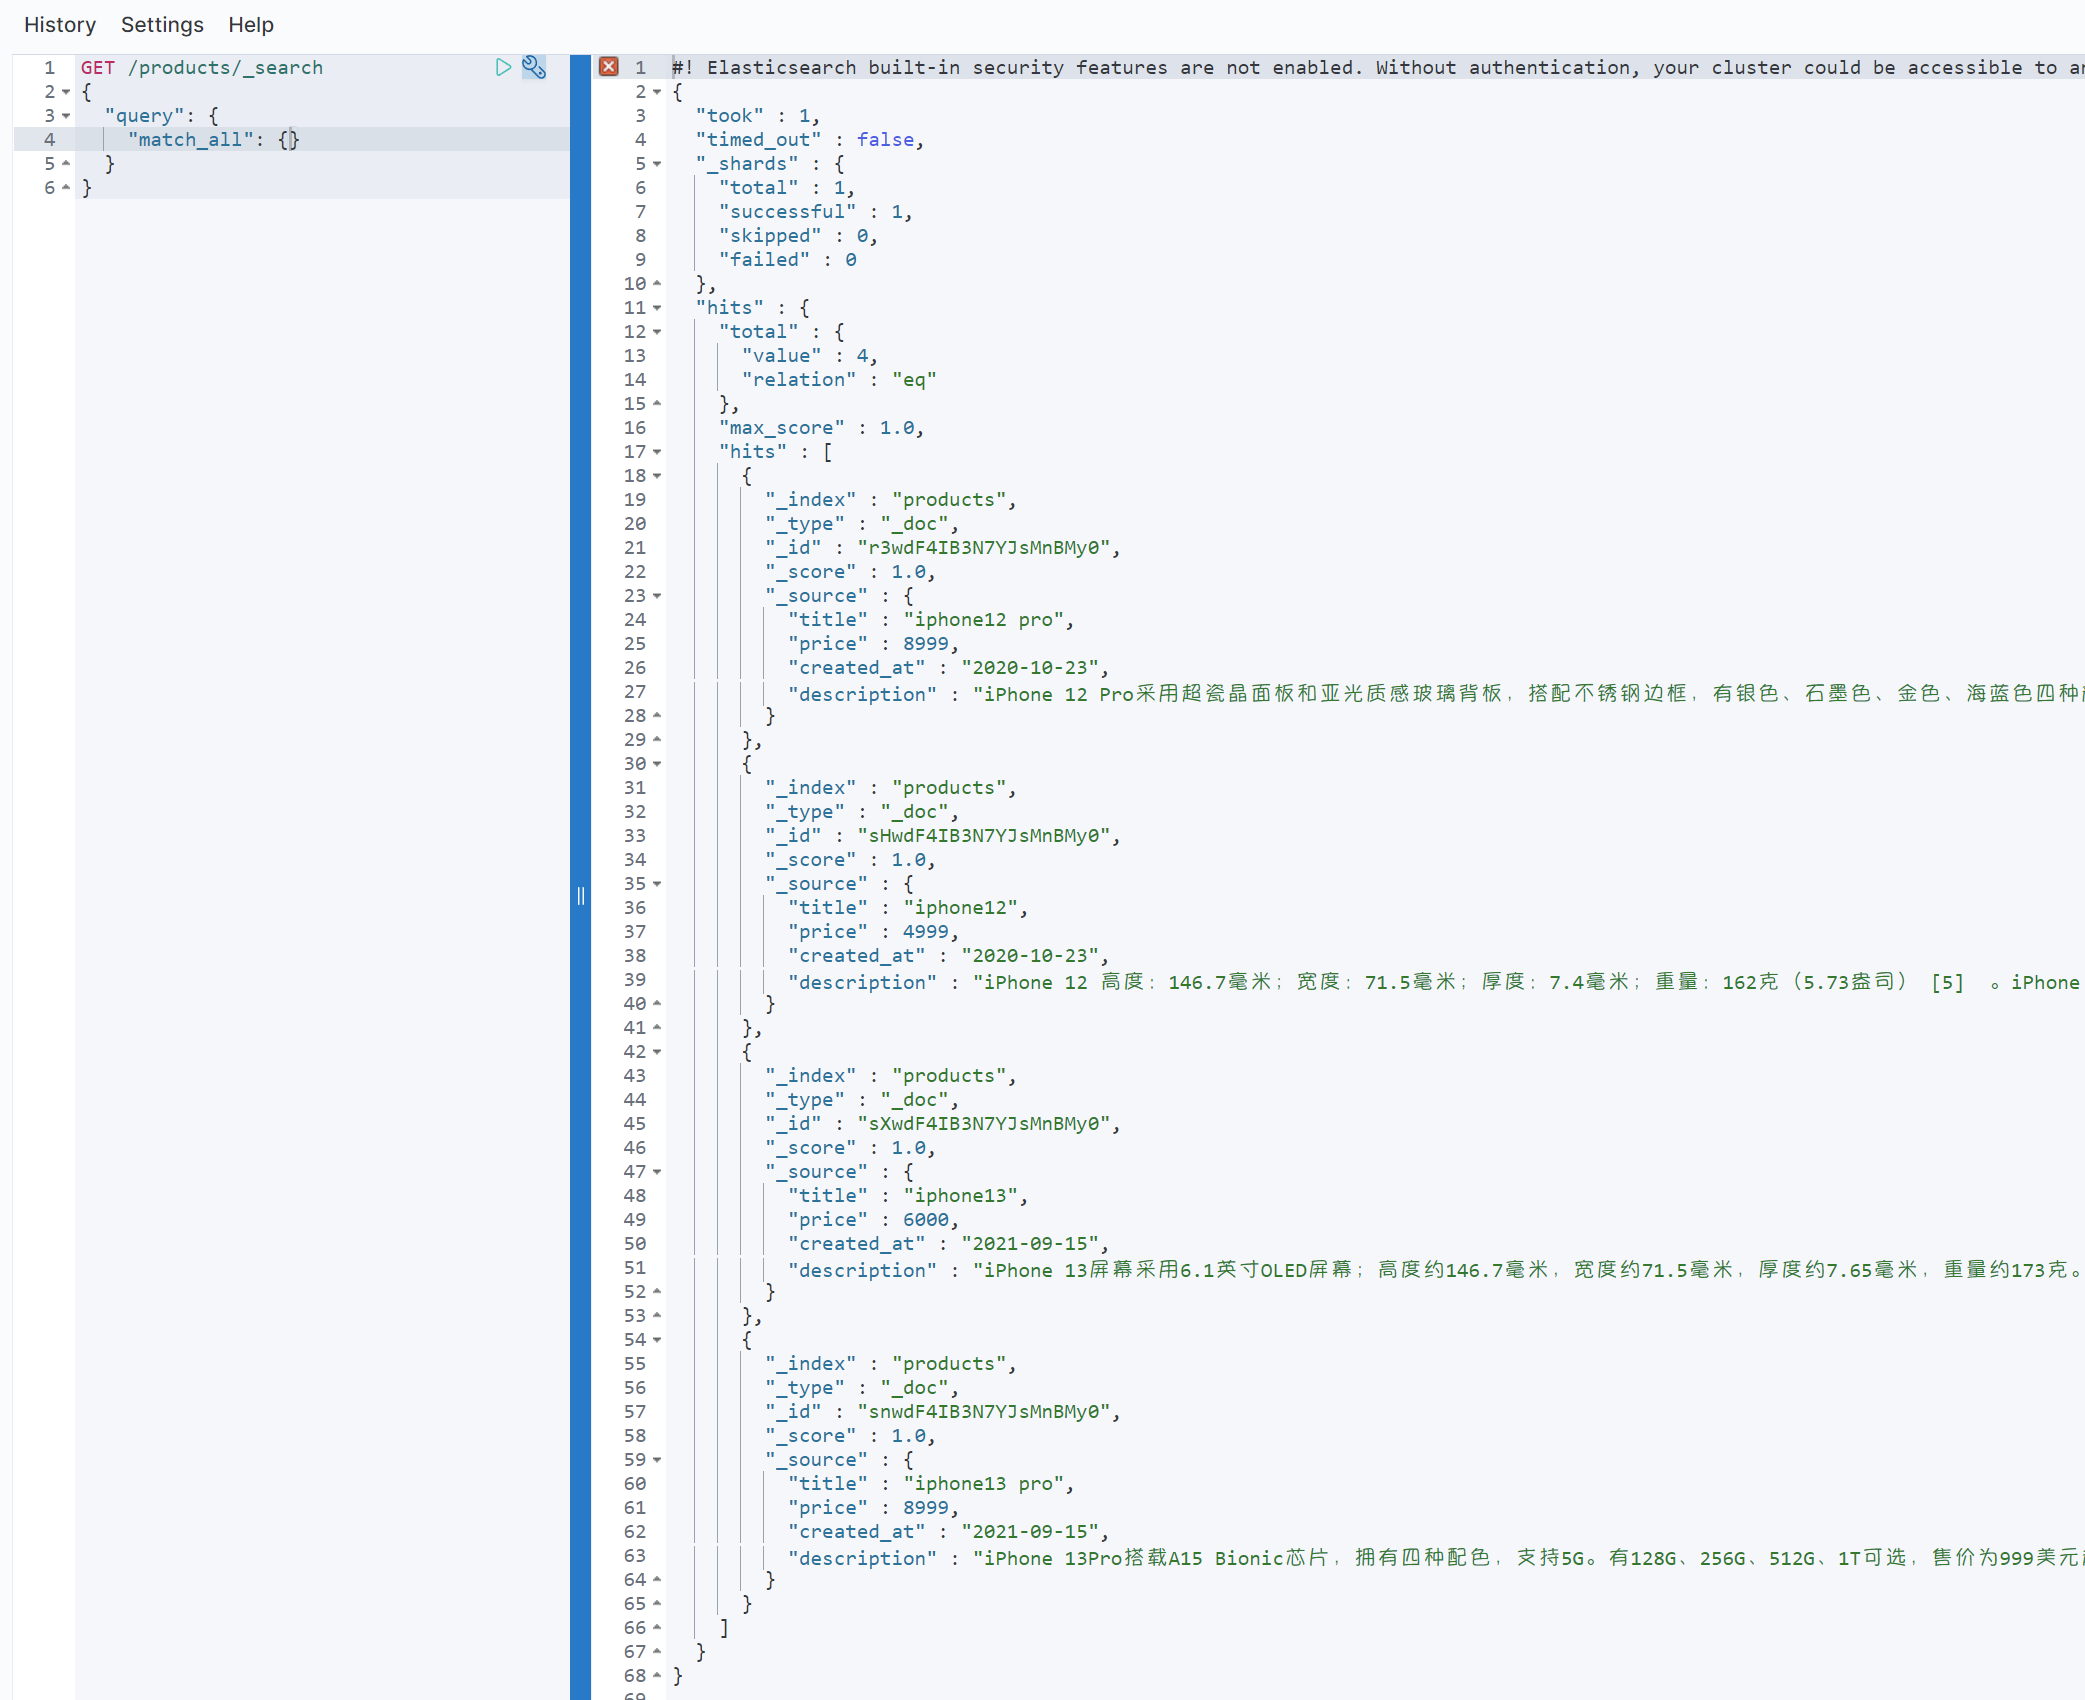 History Settings Help
1 GET /products/_search
2 {
3 "query": {
4 "match_all": {}
5 }
6 }
1 #! Elasticsearch built-in security features are not enabled. Without authentication, your cluster could be accessible to
2 {
3 "took" : 1,
4 "timed_out" : false,
5 "_shards" : {
6 "total" : 1,
7 "successful" : 1,
8 "skipped" : 0,
9 "failed" : 0
10 },
11 "hits" : {
12 "total" : {
13 "value" : 4,
14 "relation" : "eq"
15 },
16 "max_score" : 1.0,
17 "hits" : [
18 {
19 "_index" : "products",
20 "_type" : "_doc",
21 "_id" : "r3wdF4IB3N7YJsMnBMy0",
22 "_score" : 1.0,
23 "_source" : {
24 "title" : "iphone12 pro",
25 "price" : 8999,
26 "created_at" : "2020-10-23",
27 "description" : "iPhone 12 Pro采用超瓷晶面板和亚光质感玻璃背板，搭配不锈钢边框，有银色、石墨色、金色、海蓝色四种
28 }
29 },
30 {
31 "_index" : "products",
32 "_type" : "_doc",
33 "_id" : "sHwdF4IB3N7YJsMnBMy0",
34 "_score" : 1.0,
35 "_source" : {
36 "title" : "iphone12",
37 "price" : 4999,
38 "created_at" : "2020-10-23",
39 "description" : "iPhone 12 高度：146.7毫米；宽度：71.5毫米；厚度：7.4毫米；重量：162克（5.73盎司） [5] 。iPhone
40 }
41 },
42 {
43 "_index" : "products",
44 "_type" : "_doc",
45 "_id" : "sXwdF4IB3N7YJsMnBMy0",
46 "_score" : 1.0,
47 "_source" : {
48 "title" : "iphone13",
49 "price" : 6000,
50 "created_at" : "2021-09-15",
51 "description" : "iPhone 13屏幕采用6.1英寸OLED屏幕；高度约146.7毫米，宽度约71.5毫米，厚度约7.65毫米，重量约173克。
52 }
53 },
54 {
55 "_index" : "products",
56 "_type" : "_doc",
57 "_id" : "snwdF4IB3N7YJsMnBMy0",
58 "_score" : 1.0,
59 "_source" : {
60 "title" : "iphone13 pro",
61 "price" : 8999,
62 "created_at" : "2021-09-15",
63 "description" : "iPhone 13Pro搭载A15 Bionic芯片，拥有四种配色，支持5G。有128G、256G、512G、1T可选，售价为999美元
64 }
65 }
66 ]
67 }
68 }